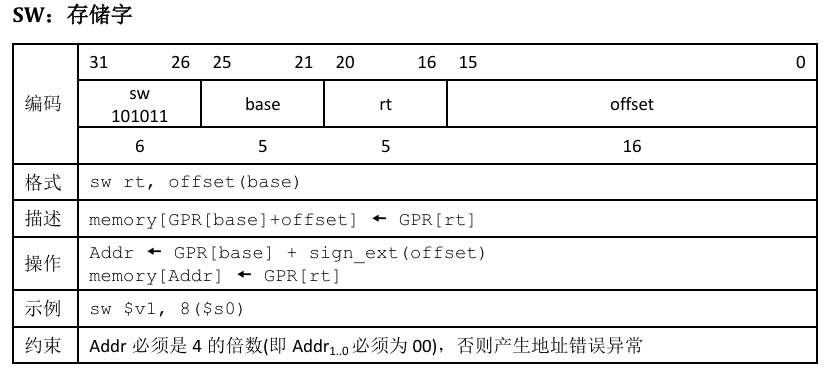 SW：存储字
31 26 25 21 20 16 15 0
编码
sw
101011
base rt offset
6 5 5 16
格式 sw rt, offset(base)
描述 memory[GPR[base]+offset] ← GPR[rt]
操作
Addr ← GPR[base] + sign_ext(offset)
memory[Addr] ← GPR[rt]
示例 sw $v1, 8($s0)
约束 Addr 必须是 4 的倍数(即 Addr1..0 必须为 00)，否则产生地址错误异常